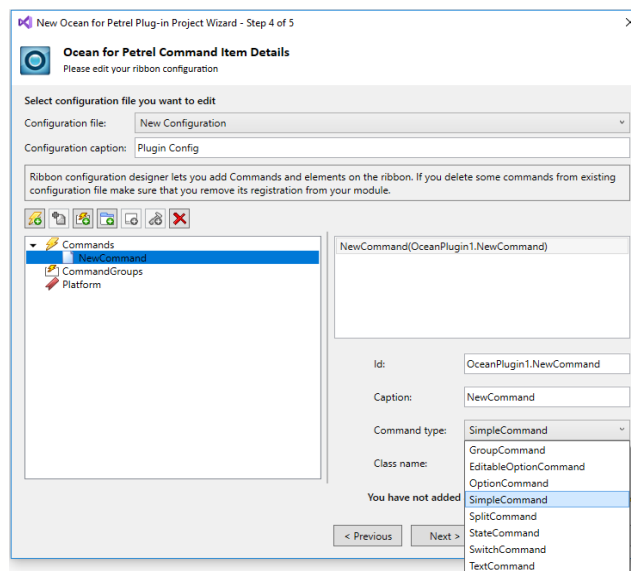 New Ocean for Petrel Plug-in Project Wizard - Step 4 of 5
Ocean for Petrel Command Item Details
Please edit your ribbon configuration
Select configuration file you want to edit
Configuration file:
New Configuration
Configuration caption:
Plugin Config
Ribbon configuration designer lets you add Commands and elements on the ribbon. If you delete some commands from existing
configuration file make sure that you remove its registration from your module.
Commands
NewCommand
CommandGroups
Platform
NewCommand(OceanPlugin1.NewCommand)
Id:
OceanPlugin1.NewCommand
Caption:
NewCommand
Command type:
SimpleCommand
Class name:
GroupCommand
EditableOptionCommand
OptionCommand
SimpleCommand
SplitCommand
StateCommand
SwitchCommand
TextCommand
You have not added
< Previous
Next >